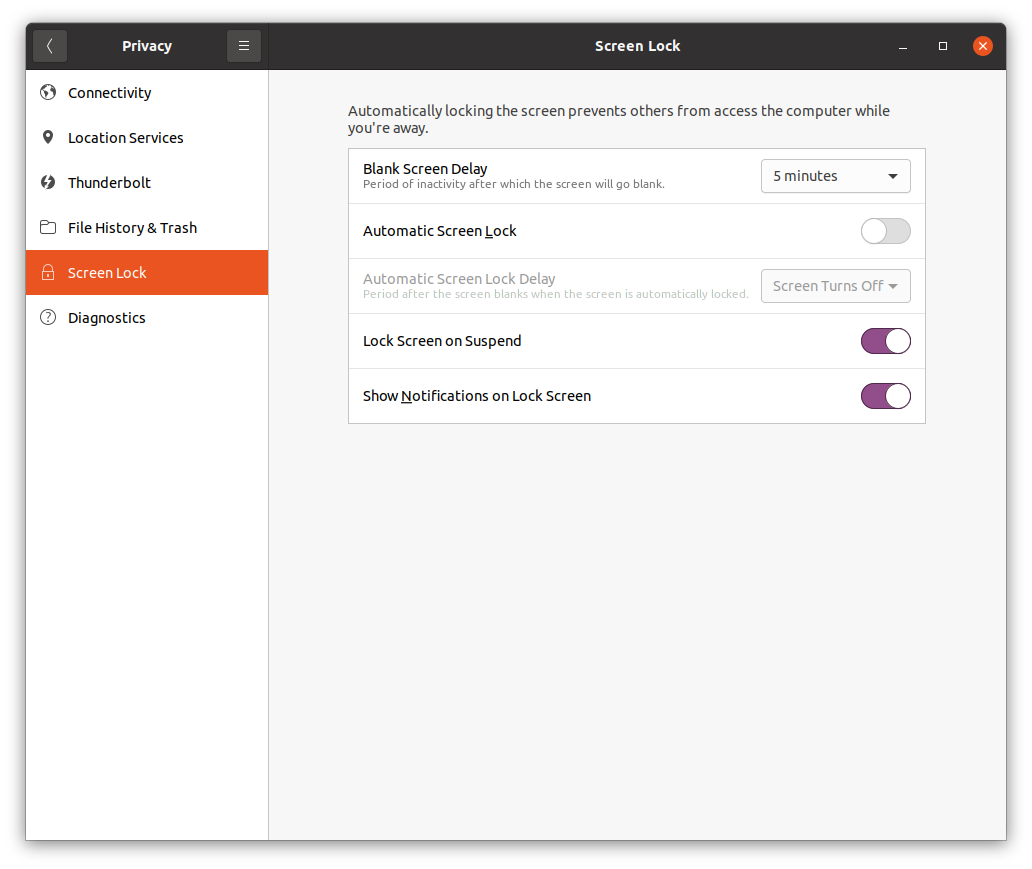 Privacy
Screen Lock
Connectivity
Location Services
Thunderbolt
File History & Trash
Screen Lock
Diagnostics
Automatically locking the screen prevents others from access the computer while
you're away.
Blank Screen Delay
Period of inactivity after which the screen will go blank.
5 minutes
Automatic Screen Lock
Automatic Screen Lock Delay
Period after the screen blanks when the screen is automatically locked.
Screen Turns Off
Lock Screen on Suspend
Show Notifications on Lock Screen